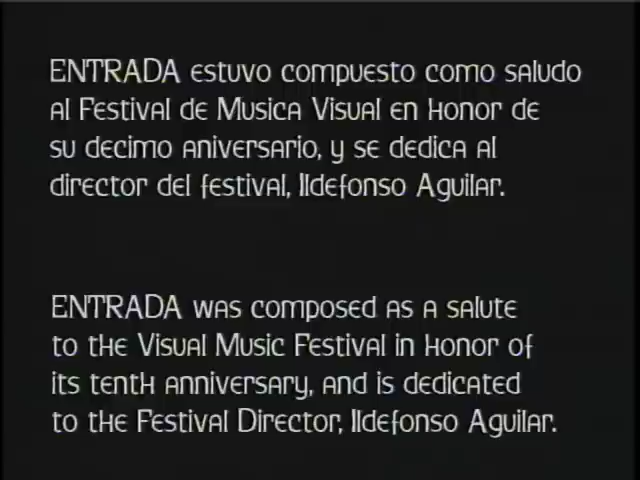 ENTRADA estuvo compuesto como saludo
al Festival de Musica Visual en honor de
su decimo aniversario, y se dedica al
director del festival, Ildefonso Aguilar.
ENTRADA was composed as a salute
to the Visual Music Festival in honor of
its tenth anniversary, and is dedicated
to the Festival Director, Ildefonso Aguilar.